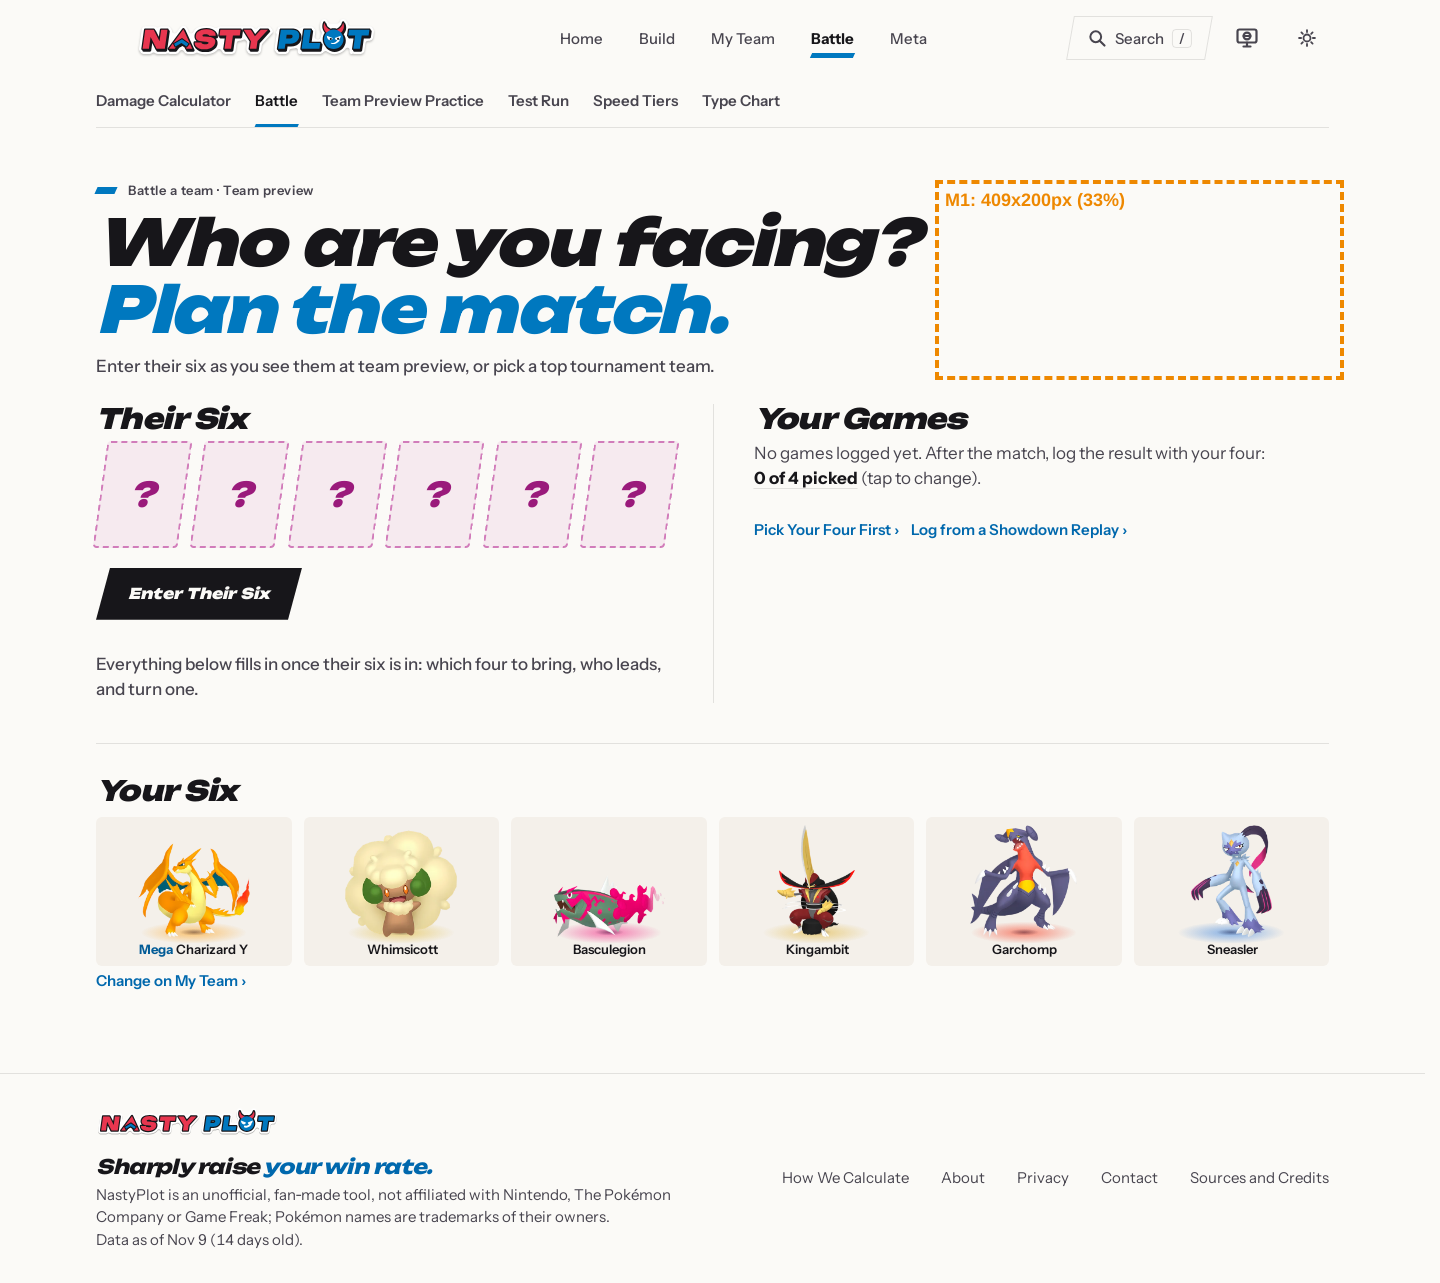 NASTY PLOT
Home
Build
My Team
Battle
Meta
Search /
Damage Calculator
Battle
Team Preview Practice
Test Run
Speed Tiers
Type Chart
Battle a team · Team preview
M1: 409x200px (33%)
Who are you facing?
Plan the match.
Enter their six as you see them at team preview, or pick a top tournament team.
Their Six
? ? ? ? ? ?
Enter Their Six
Everything below fills in once their six is in: which four to bring, who leads,
and turn one.
Your Games
No games logged yet. After the match, log the result with your four:
0 of 4 picked (tap to change).
Pick Your Four First ›
Log from a Showdown Replay ›
Your Six
Mega Charizard Y
Whimsicott
Basculegion
Kingambit
Garchomp
Sneasler
Change on My Team ›
NASTY PLOT
Sharply raise your win rate.
NastyPlot is an unofficial, fan-made tool, not affiliated with Nintendo, The Pokémon
Company or Game Freak; Pokémon names are trademarks of their owners.
Data as of Nov 9 (14 days old).
How We Calculate
About
Privacy
Contact
Sources and Credits